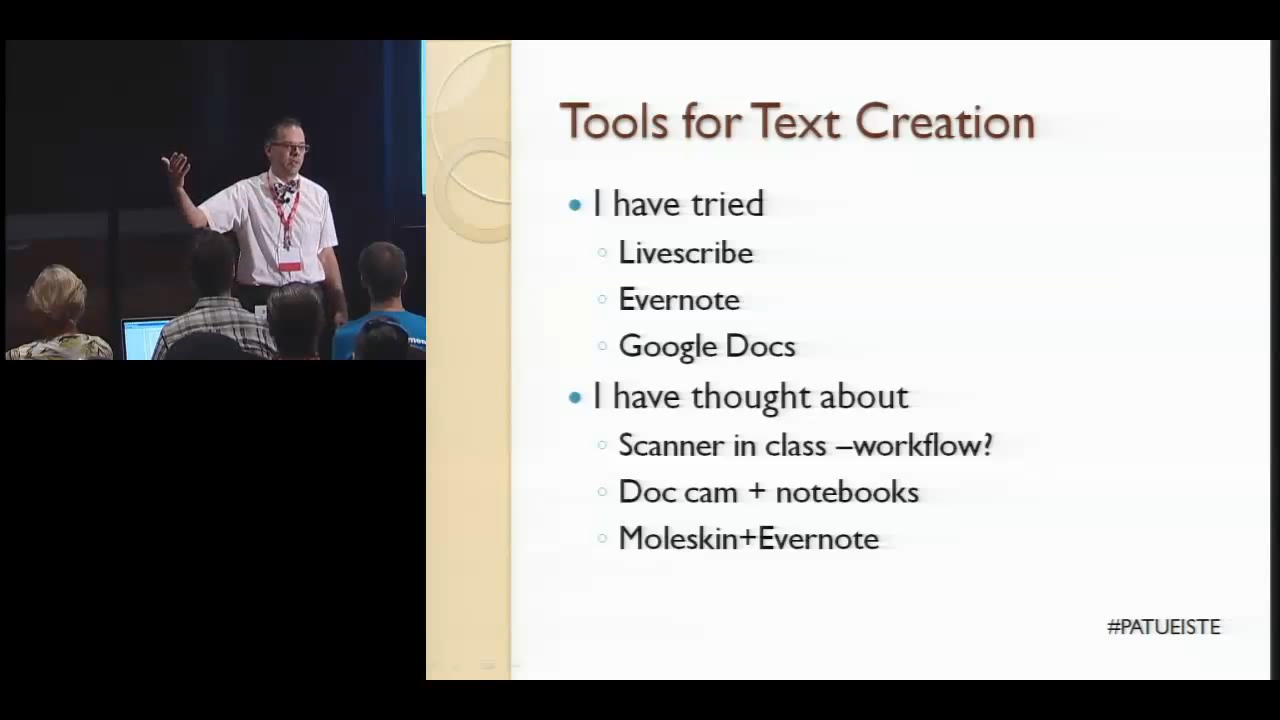 Tools for Text Creation
I have tried
Livescribe
Evernote
Google Docs
I have thought about
Scanner in class –workflow?
Doc cam + notebooks
Moleskin+Evernote
#PATUEISTE